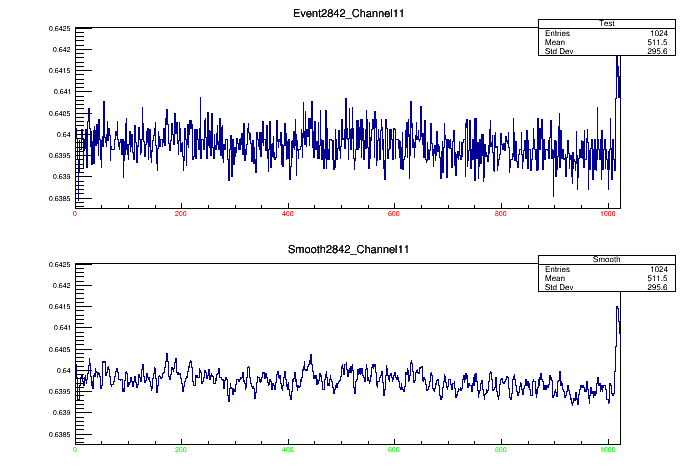 Event2842_Channel11
Test
Entries 1024
Mean 511.5
Std Dev 295.6
0.6425
0.642
0.6415
0.641
0.6405
0.64
0.6395
0.639
0.6385
0 200 400 600 800 1000
Smooth2842_Channel11
Smooth
Entries 1024
Mean 511.5
Std Dev 295.6
0.6425
0.642
0.6415
0.641
0.6405
0.64
0.6395
0.639
0.6385
0 200 400 600 800 1000